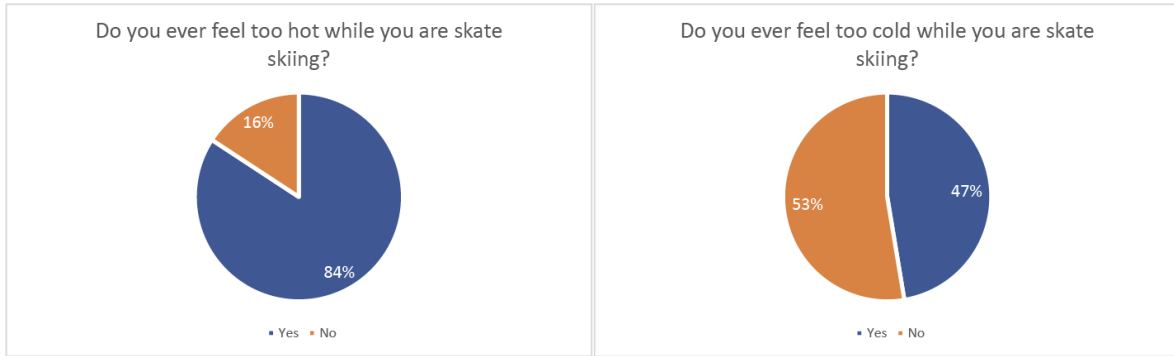 Do you ever feel too hot while you are skate
skiing?
16%
84%
Yes No
Do you ever feel too cold while you are skate
skiing?
47%
53%
Yes No